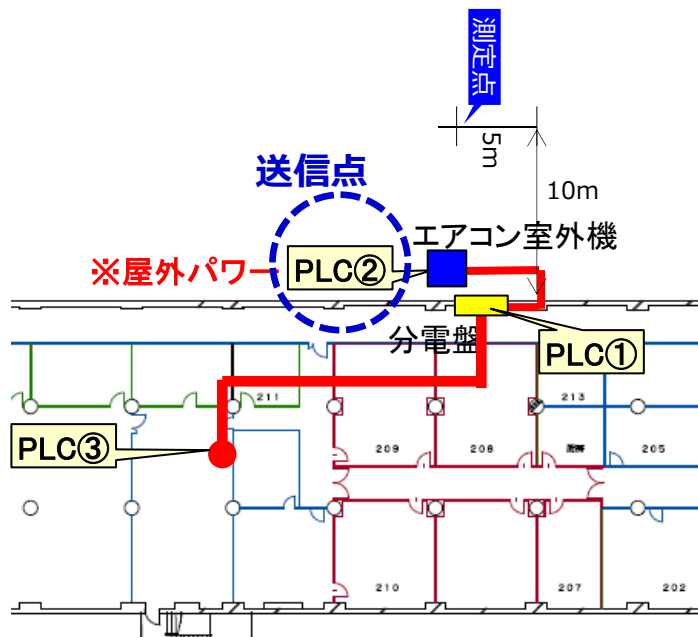 測定点
5m
送信点
10m
エアコン室外機
※屋外パワー
PLC②
分電盤
PLC①
211
213
PLC③
209
208
205
210
207
202